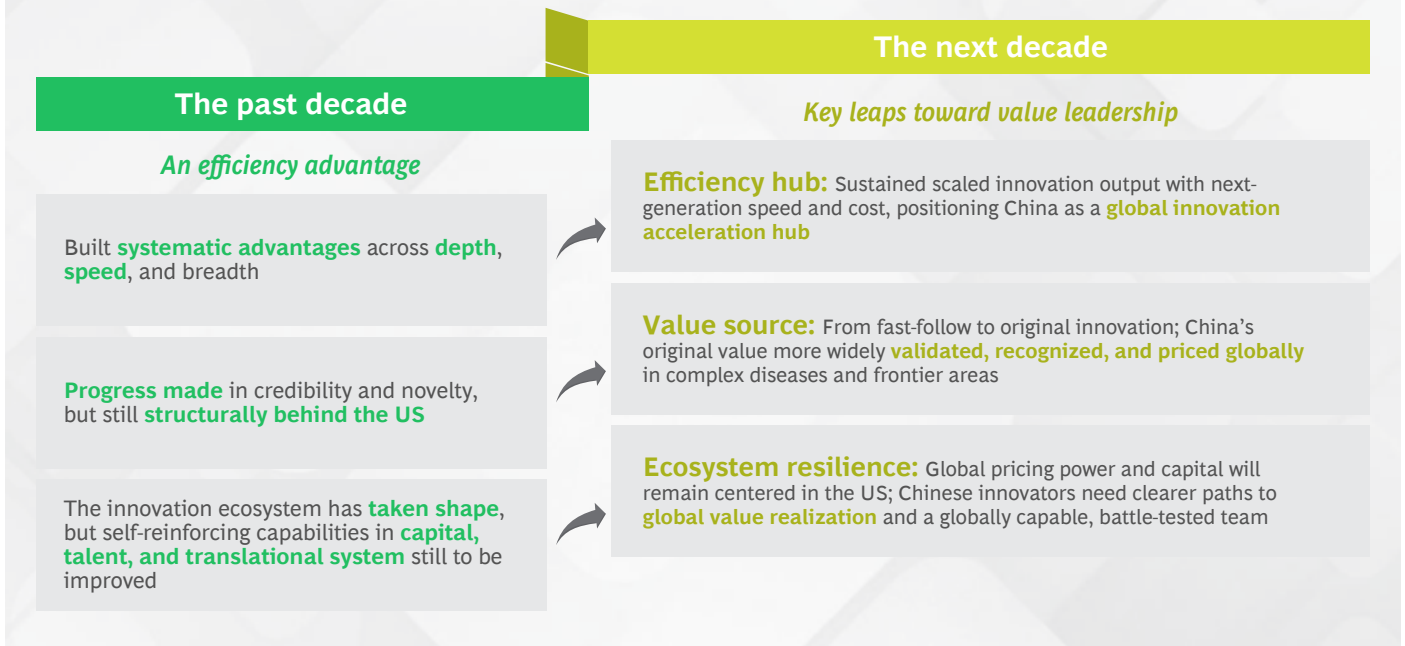 The past decade
An efficiency advantage
Built systematic advantages across depth,
speed, and breadth
Progress made in credibility and novelty,
but still structurally behind the US
The innovation ecosystem has taken shape,
but self-reinforcing capabilities in capital,
talent, and translational system still to be
improved
The next decade
Key leaps toward value leadership
Efficiency hub: Sustained scaled innovation output with next-
generation speed and cost, positioning China as a global innovation
acceleration hub
Value source: From fast-follow to original innovation; China’s
original value more widely validated, recognized, and priced globally
in complex diseases and frontier areas
Ecosystem resilience: Global pricing power and capital will
remain centered in the US; Chinese innovators need clearer paths to
global value realization and a globally capable, battle-tested team